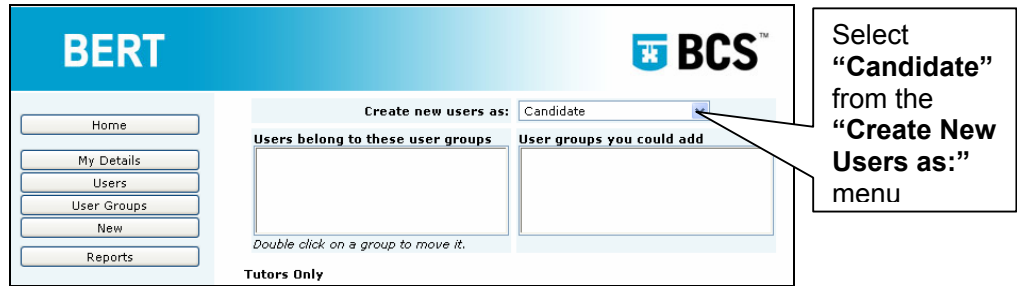 BERT
BCS™
Create new users as: Candidate
Home
My Details
Users
User Groups
New
Reports
Users belong to these user groups
User groups you could add
Double click on a group to move it.
Tutors Only
Select
“Candidate”
from the
“Create New
Users as:”
menu